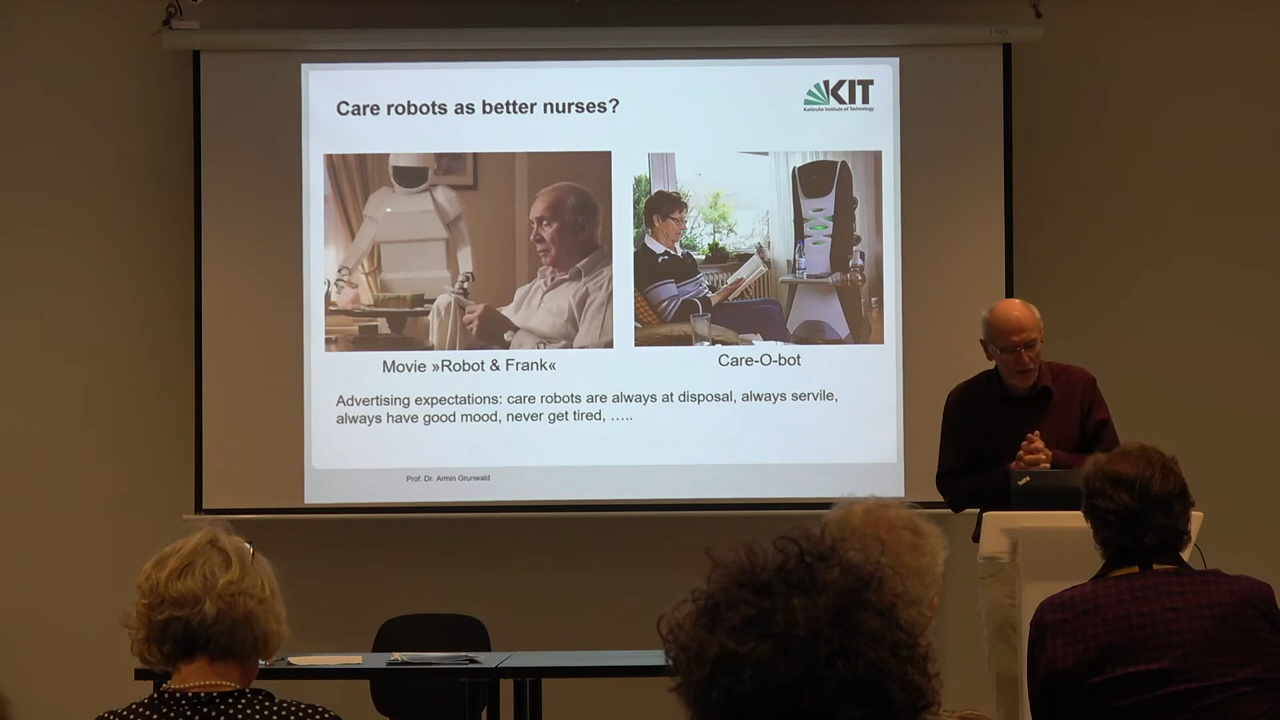 Care robots as better nurses?
KIT
Karlsruhe Institute of Technology
Movie »Robot & Frank«
Care-O-bot
Advertising expectations: care robots are always at disposal, always servile,
always have good mood, never get tired, …..
Prof. Dr. Armin Grunwald